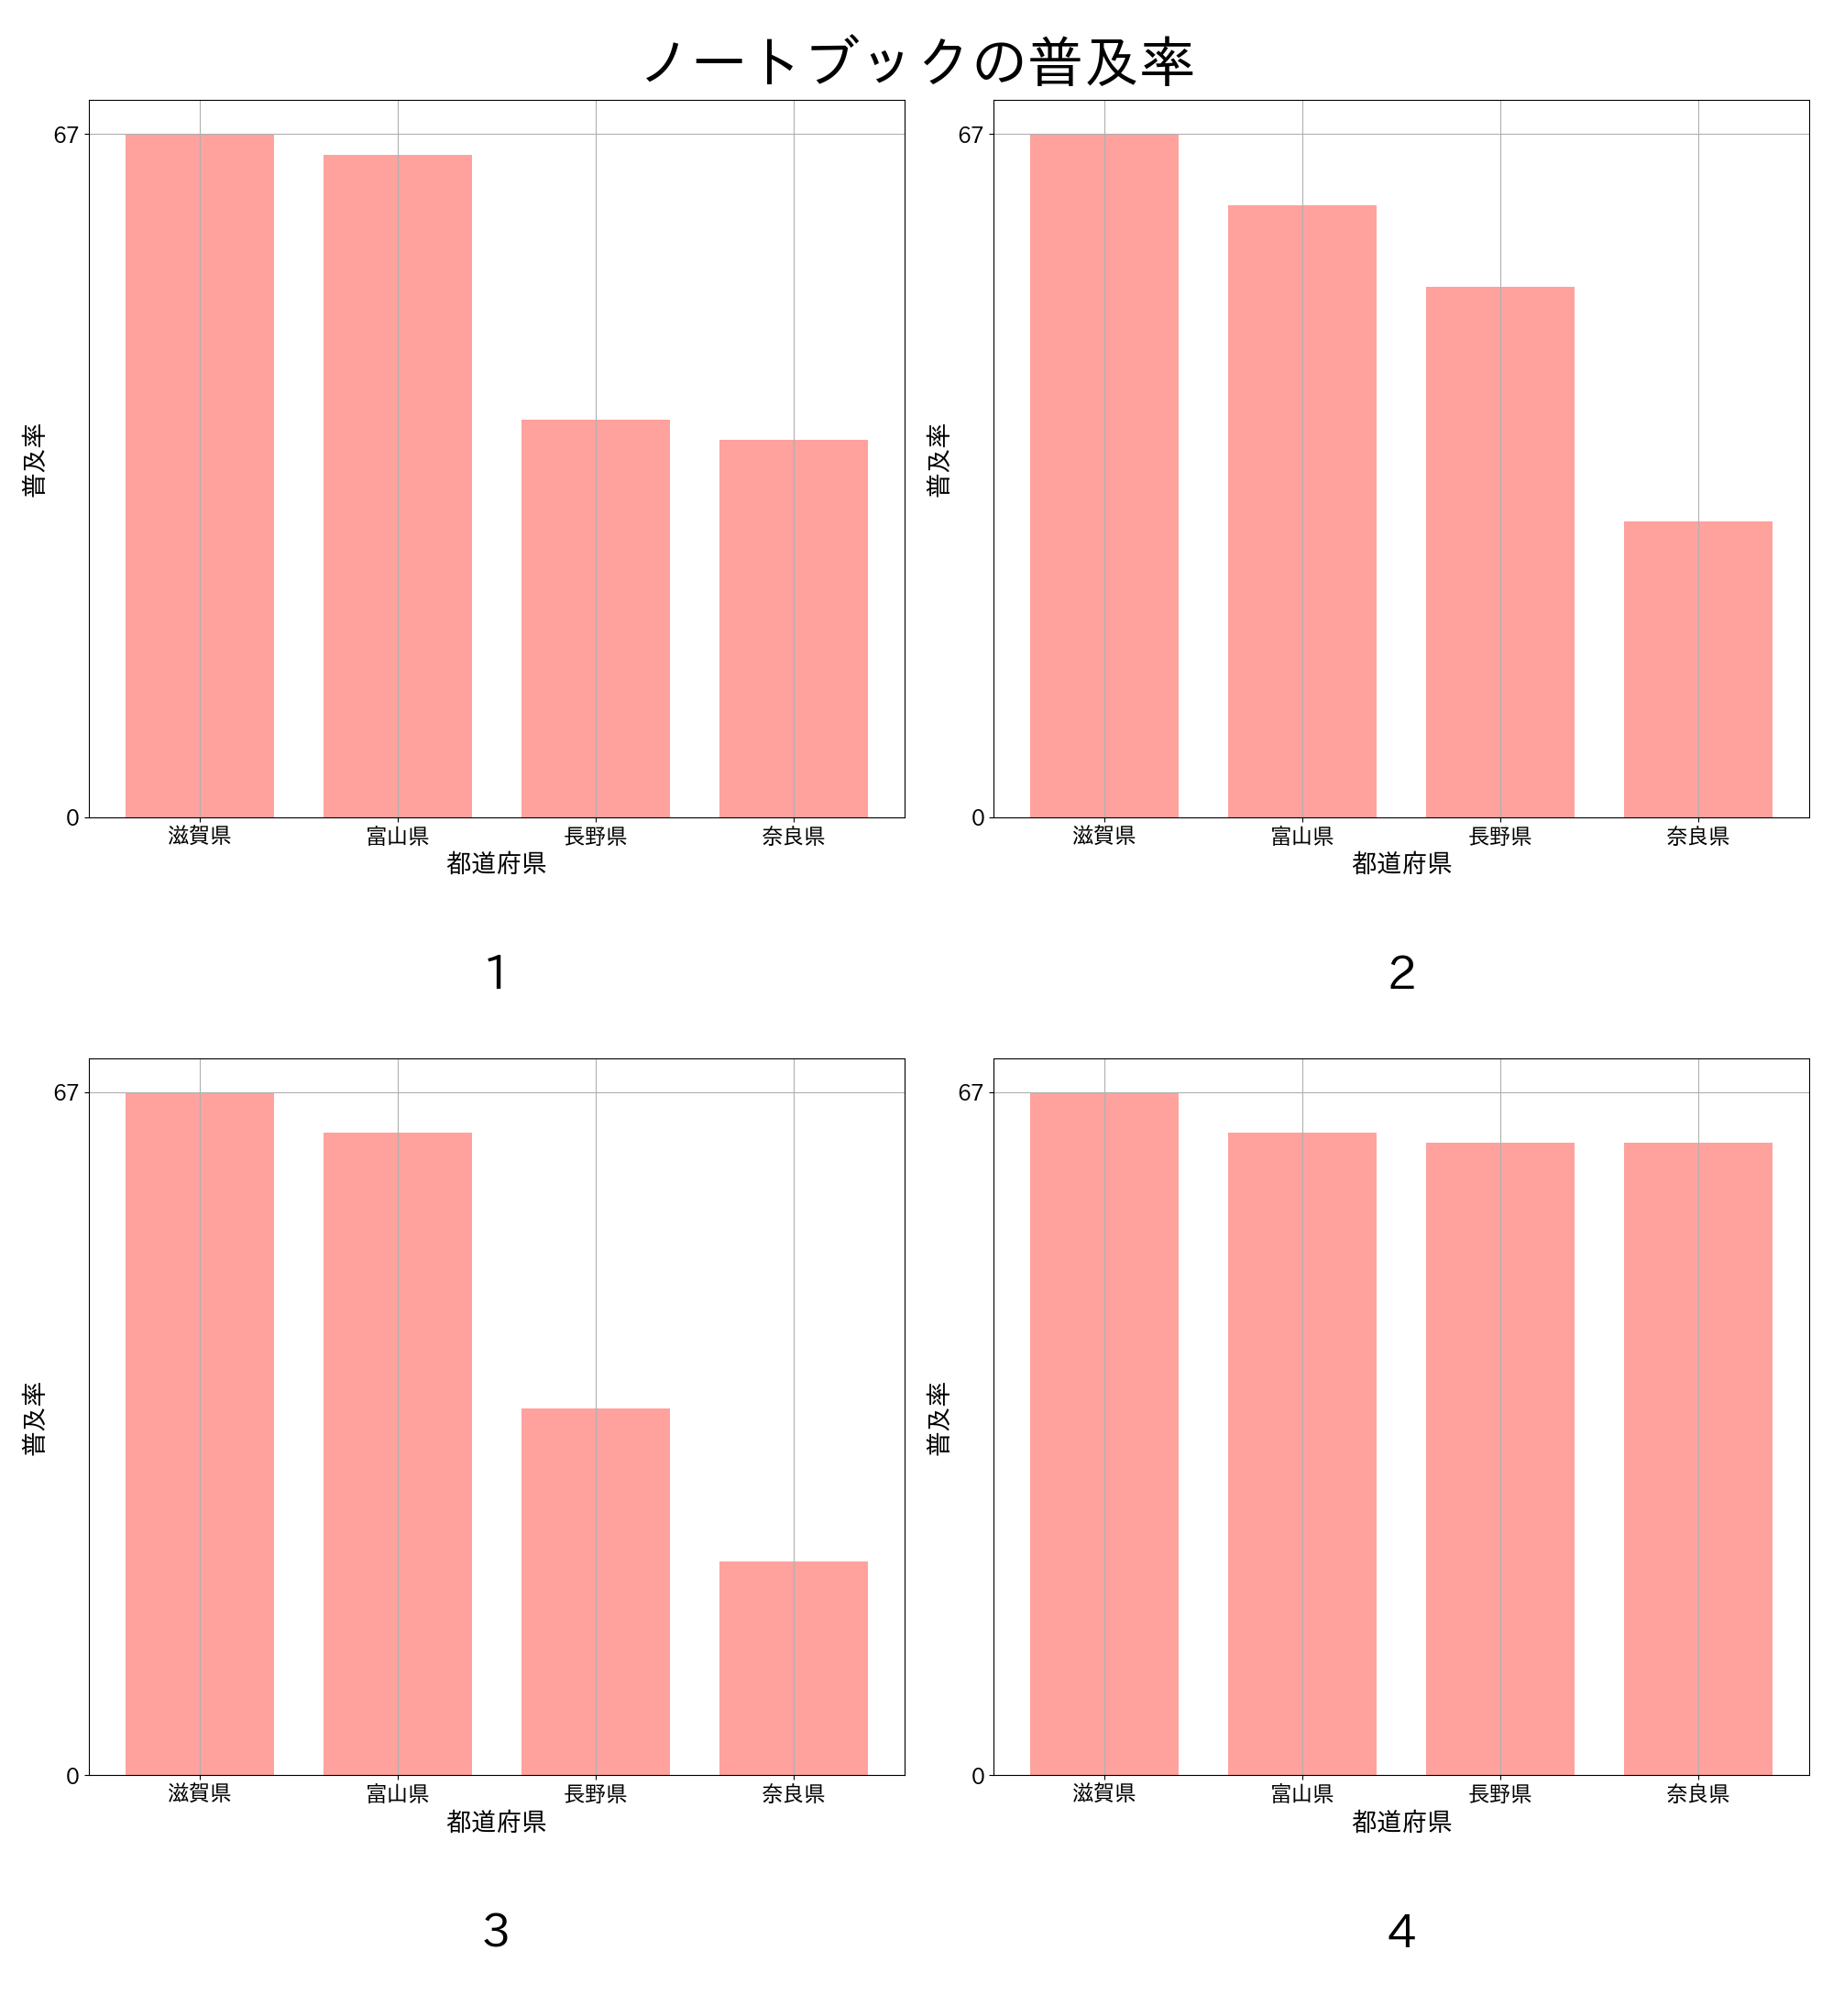 ノートブックの普及率
67
0
普及率
滋賀県 富山県 長野県 奈良県
都道府県
1
67
0
普及率
滋賀県 富山県 長野県 奈良県
都道府県
2
67
0
普及率
滋賀県 富山県 長野県 奈良県
都道府県
3
67
0
普及率
滋賀県 富山県 長野県 奈良県
都道府県
4